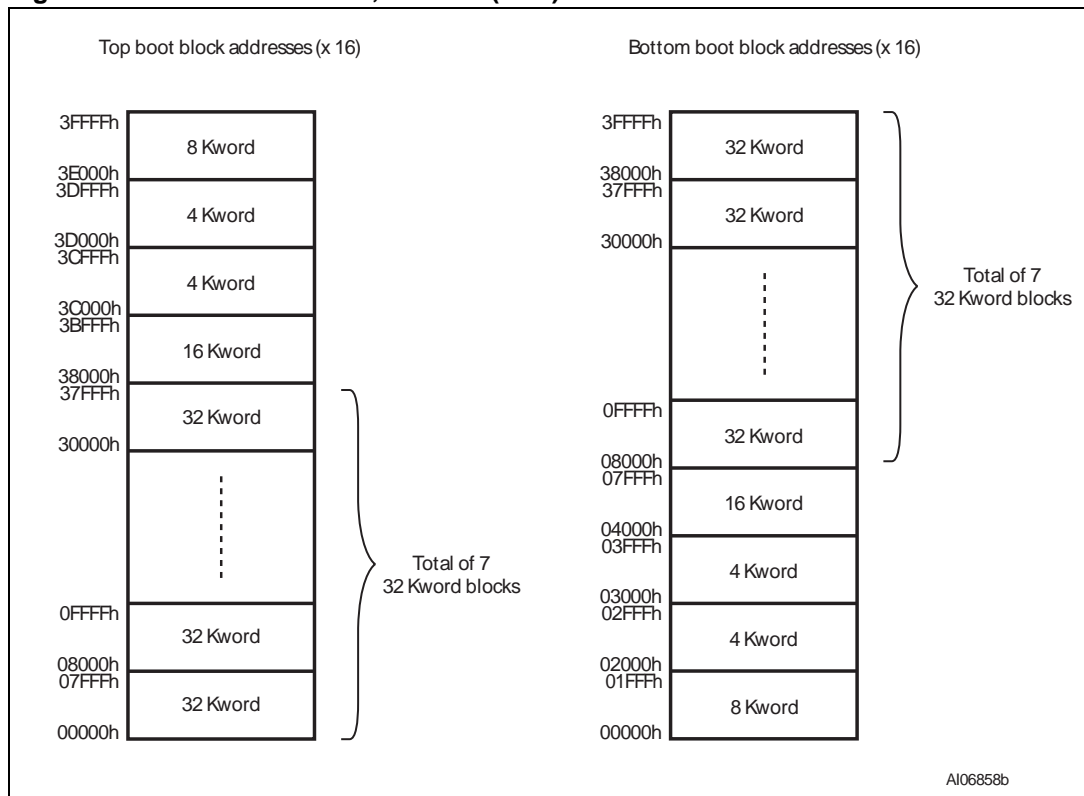 Top boot block addresses (x 16)
3FFFFh
8 Kword
3E000h
3DFFFh
4 Kword
3D000h
3CFFFh
4 Kword
3C000h
3BFFFh
16 Kword
38000h
37FFFh
32 Kword
30000h
Total of 7
32 Kword blocks
0FFFFh
32 Kword
08000h
07FFFh
32 Kword
00000h
Bottom boot block addresses (x 16)
3FFFFh
32 Kword
38000h
37FFFh
32 Kword
30000h
Total of 7
32 Kword blocks
0FFFFh
32 Kword
08000h
07FFFh
16 Kword
04000h
03FFFh
4 Kword
03000h
02FFFh
4 Kword
02000h
01FFFh
8 Kword
00000h
AI06858b